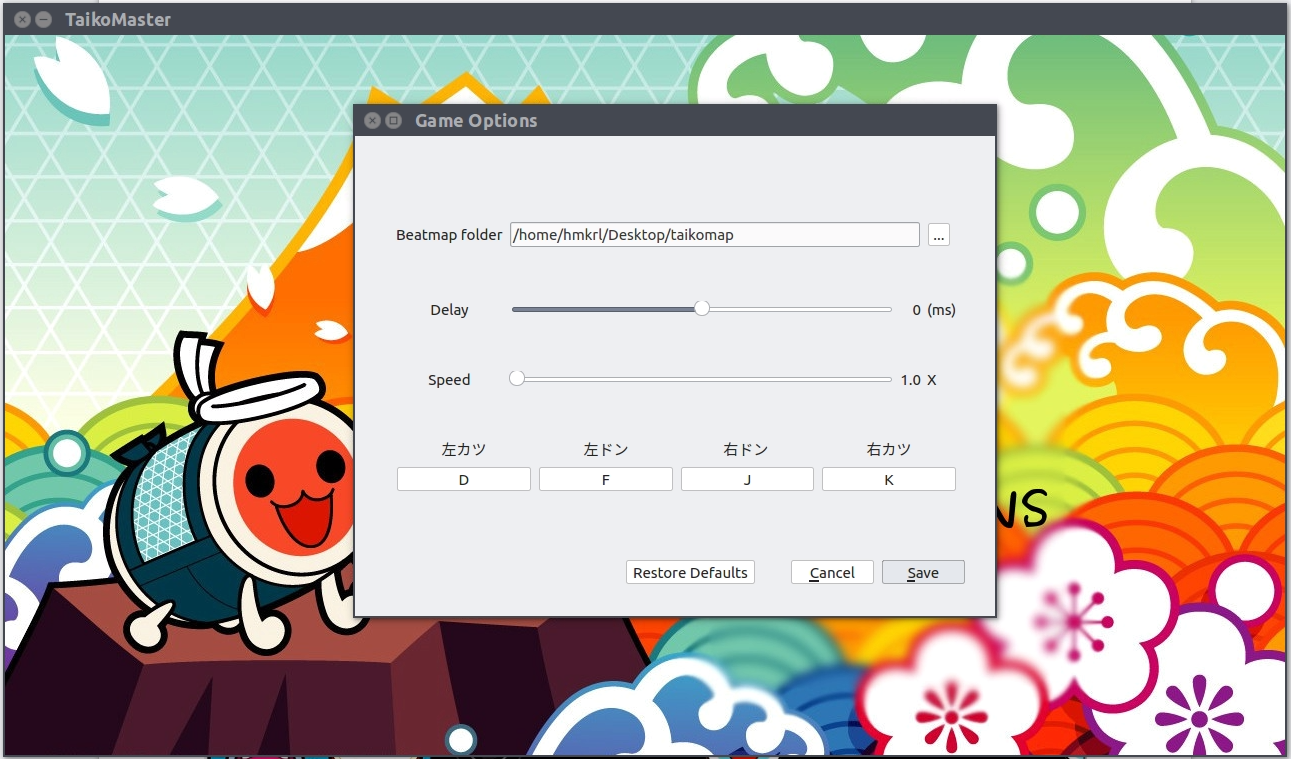 TaikoMaster
Game Options
Beatmap folder /home/hmkrl/Desktop/taikomap ...
Delay 0 (ms)
Speed 1.0 X
左カツ 左ドン 右ドン 右カツ
D F J K
NS
Restore Defaults Cancel Save